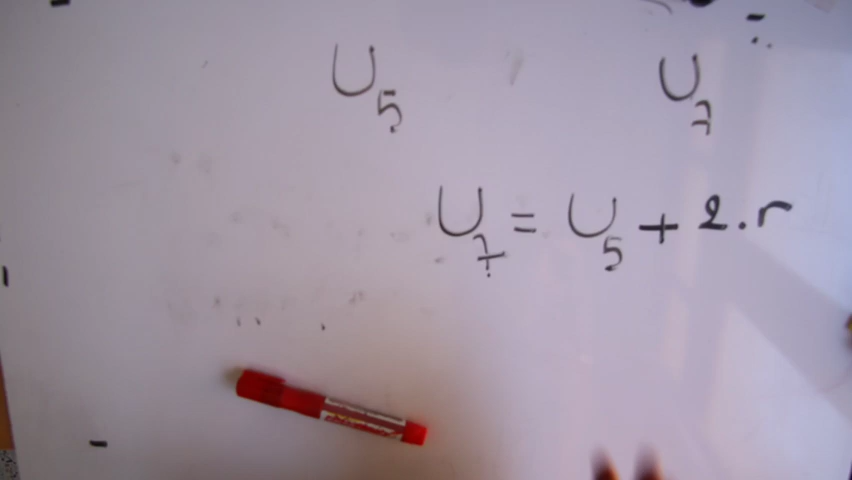 U₅ U₇
U₇ = U₅ + 2.r